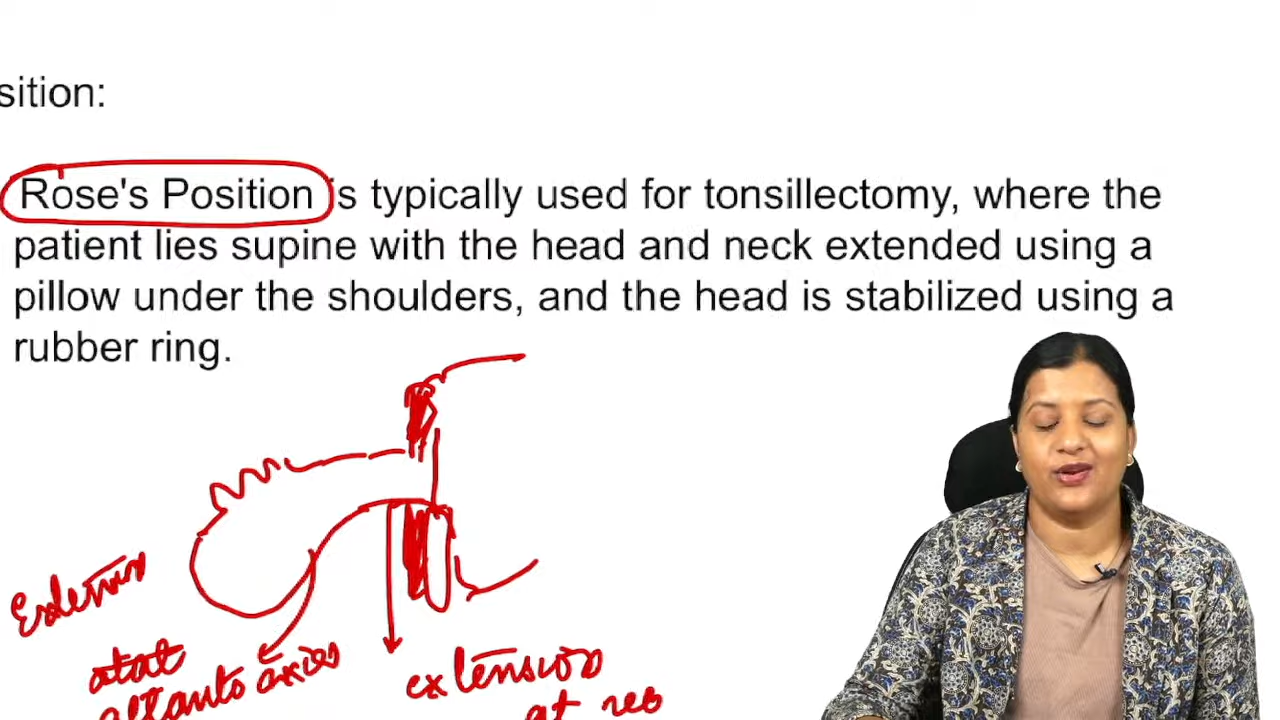 sition:
Rose's Position is typically used for tonsillectomy, where the
patient lies supine with the head and neck extended using a
pillow under the shoulders, and the head is stabilized using a
rubber ring.
extension
at